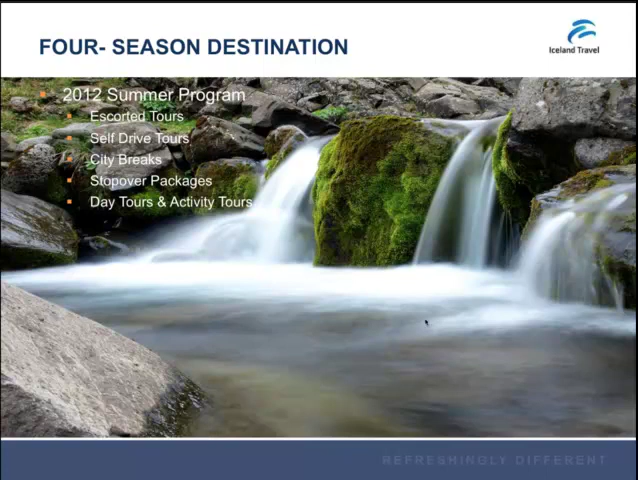 FOUR- SEASON DESTINATION
Iceland Travel
2012 Summer Program
Escorted Tours
Self Drive Tours
City Breaks
Stopover Packages
Day Tours & Activity Tours
REFRESHINGLY DIFFERENT